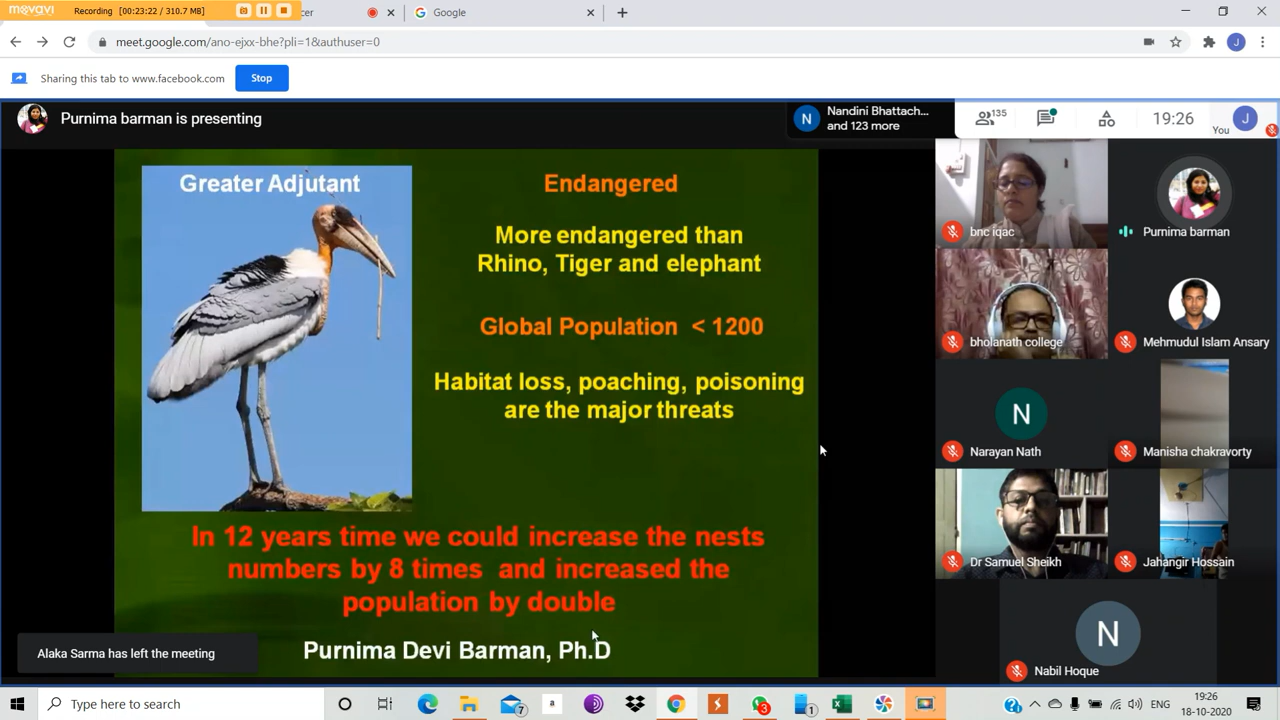 movavi
Recording (00:23:22 / 310.7 MB)
cer
Google
meet.google.com/ano-ejxx-bhe?pli=1&authuser=0
J
Sharing this tab to www.facebook.com
Stop
Purnima barman is presenting
N
Nandini Bhattach...
and 123 more
135
19:26
You
J
Greater Adjutant
Endangered
More endangered than
Rhino, Tiger and elephant
Global Population < 1200
Habitat loss, poaching, poisoning
are the major threats
In 12 years time we could increase the nests
numbers by 8 times and increased the
population by double
Purnima Devi Barman, Ph.D
Alaka Sarma has left the meeting
bnc iqac
Purnima barman
bholanath college
Mehmudul Islam Ansary
N
Narayan Nath
Manisha chakravorty
Dr Samuel Sheikh
Jahangir Hossain
N
Nabil Hoque
Type here to search
7
a
3
1
ENG
19:26
18-10-2020